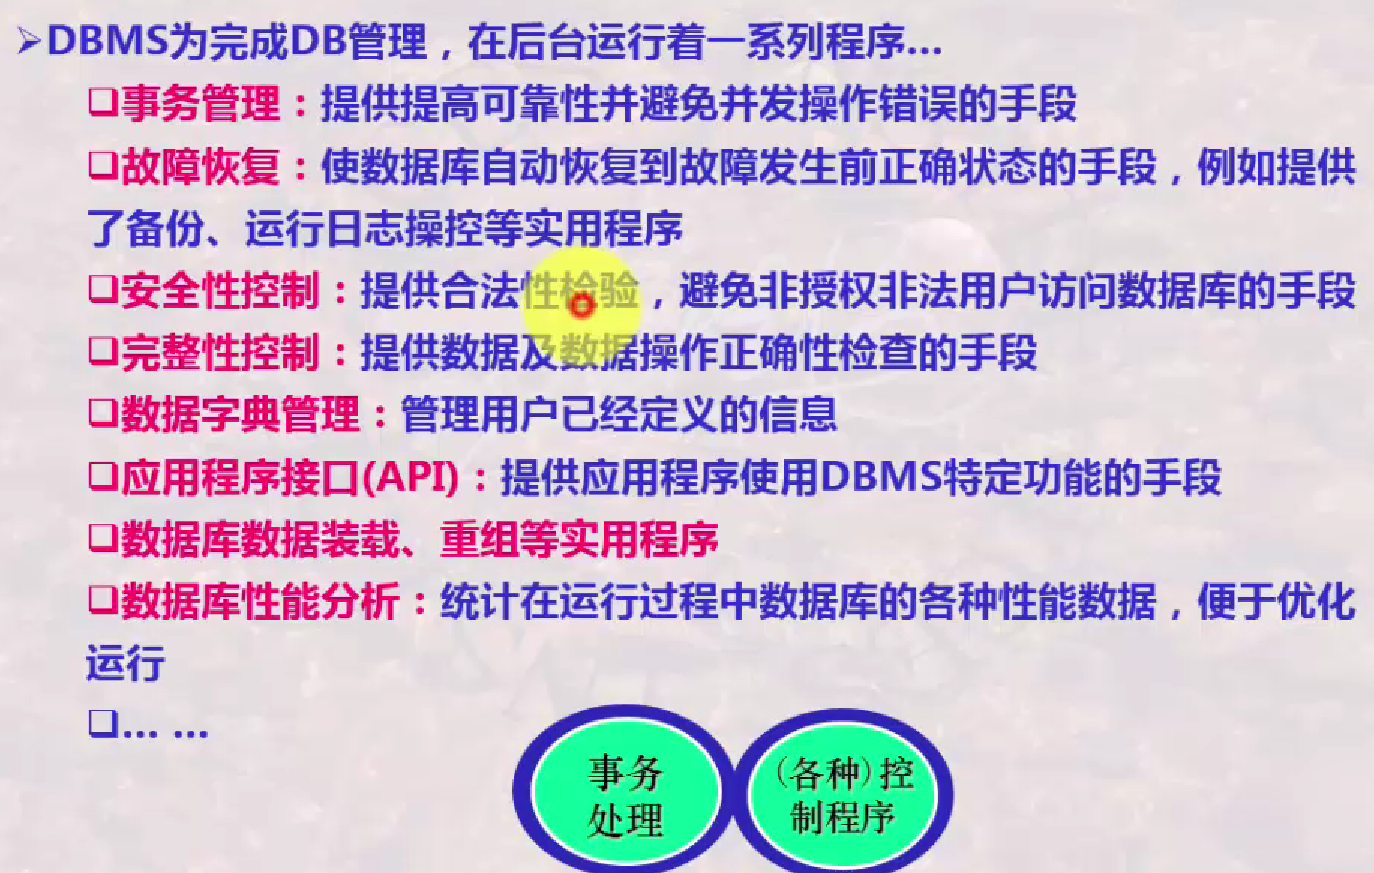 ➢DBMS为完成DB管理，在后台运行着一系列程序...
❑事务管理：提供提高可靠性并避免并发操作错误的手段
❑故障恢复：使数据库自动恢复到故障发生前正确状态的手段，例如提供
了备份、运行日志操控等实用程序
❑安全性控制：提供合法性检验，避免非授权非法用户访问数据库的手段
❑完整性控制：提供数据及数据操作正确性检查的手段
❑数据字典管理：管理用户已经定义的信息
❑应用程序接口(API)：提供应用程序使用DBMS特定功能的手段
❑数据库数据装载、重组等实用程序
❑数据库性能分析：统计在运行过程中数据库的各种性能数据，便于优化
运行
❑... ...
事务
处理
(各种)控
制程序